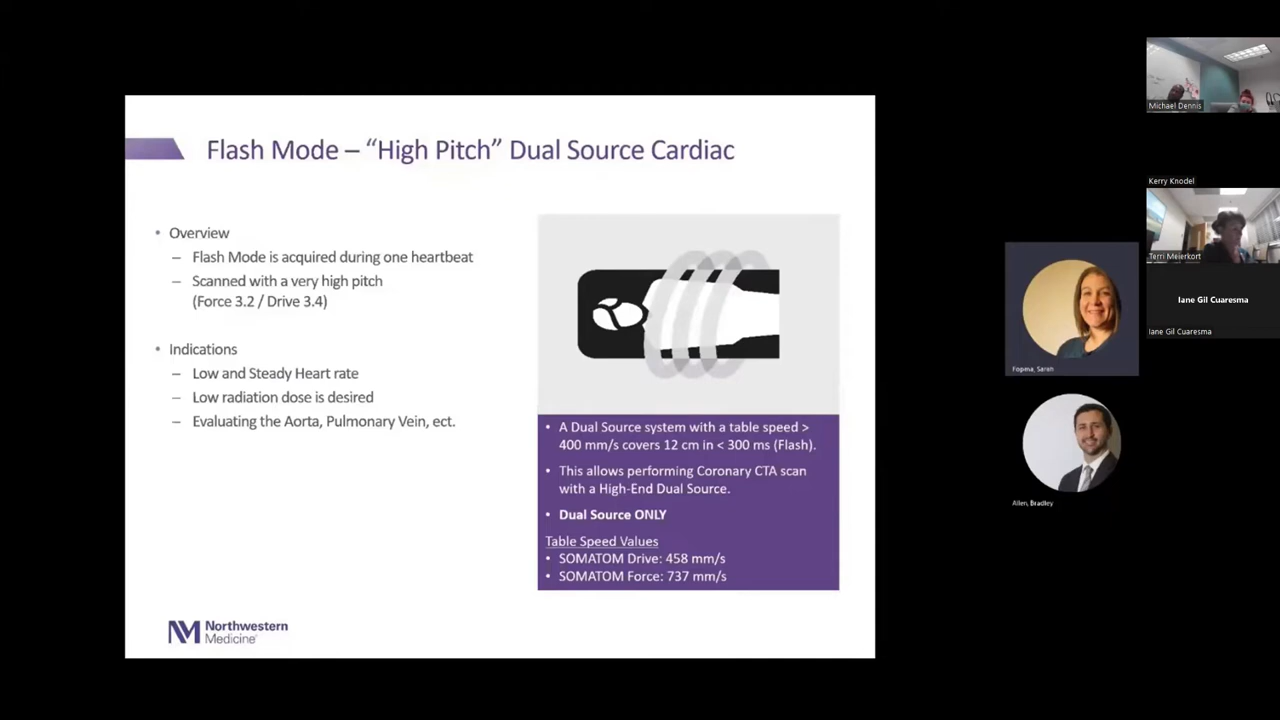 Flash Mode – “High Pitch” Dual Source Cardiac
• Overview
– Flash Mode is acquired during one heartbeat
– Scanned with a very high pitch
(Force 3.2 / Drive 3.4)
• Indications
– Low and Steady Heart rate
– Low radiation dose is desired
– Evaluating the Aorta, Pulmonary Vein, ect.
• A Dual Source system with a table speed >
400 mm/s covers 12 cm in < 300 ms (Flash).
• This allows performing Coronary CTA scan
with a High-End Dual Source.
• Dual Source ONLY
Table Speed Values
• SOMATOM Drive: 458 mm/s
• SOMATOM Force: 737 mm/s
NM Northwestern
Medicine
Fopma, Sarah
Allen, Bradley
Michael Dennis
Kerry Knodel
Terri Meierkort
Iane Gil Cuaresma
Iane Gil Cuaresma